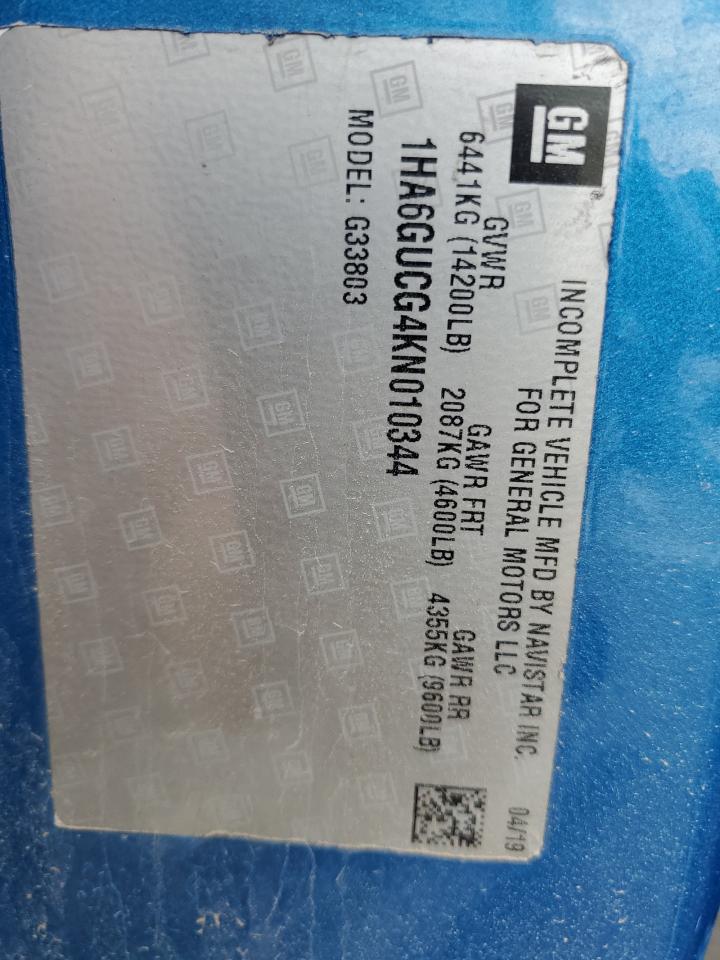 GM
INCOMPLETE VEHICLE MFD BY NAVISTAR INC. 04/19
FOR GENERAL MOTORS LLC
GVWR GAWR FRT GAWR RR
6441KG (14200LB) 2087KG (4600LB) 4355KG (9600LB)
1HA6GUCG4KN010344
MODEL: G33803